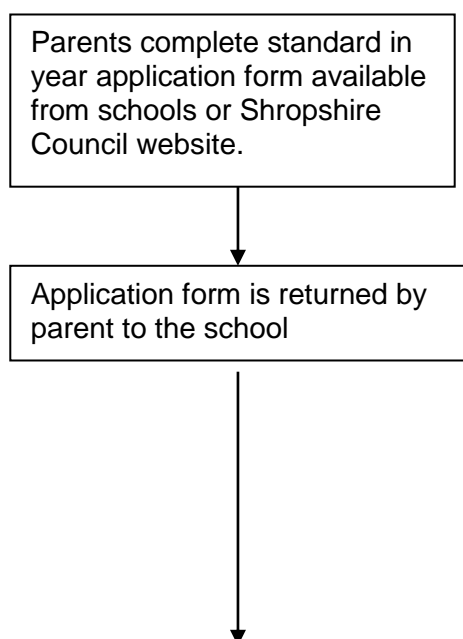 Parents complete standard in
year application form available
from schools or Shropshire
Council website.
Application form is returned by
parent to the school